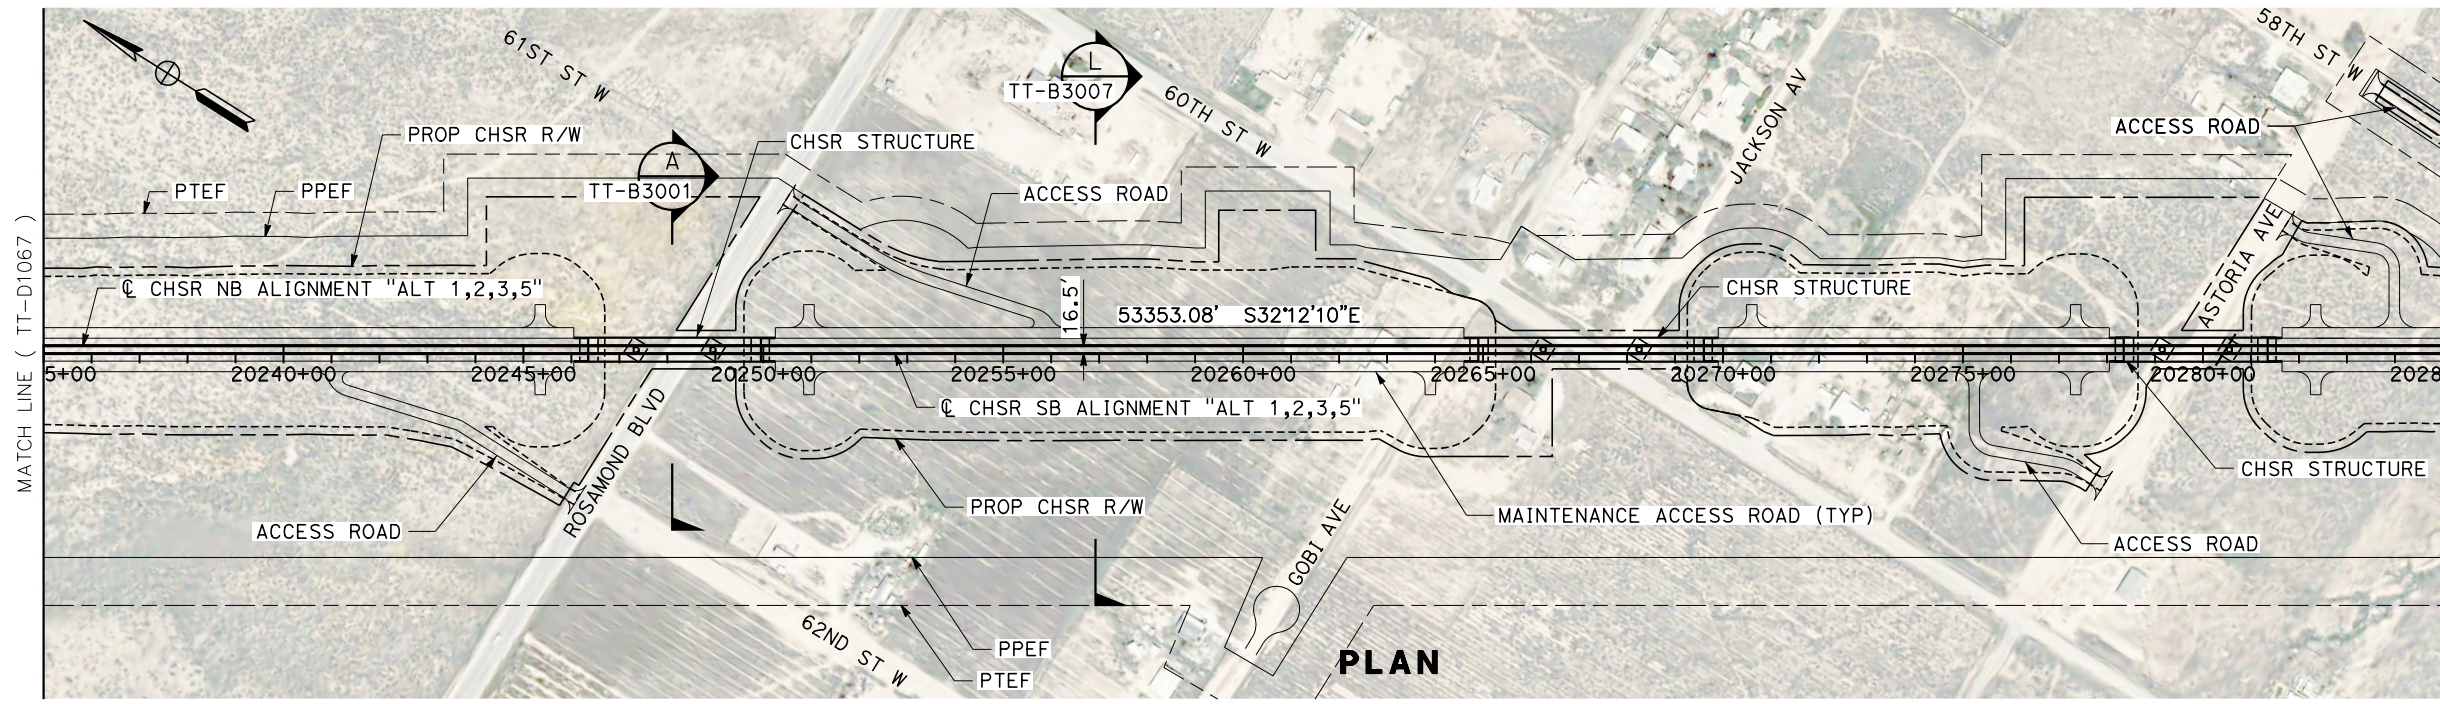 58TH ST W
61ST ST W
L
TT-B3007
60TH ST W
JACKSON AV
ACCESS ROAD
PROP CHSR R/W
CHSR STRUCTURE
A
TT-B3001
PTEF
PPEF
ACCESS ROAD
MATCH LINE ( TT-D1067 )
℄ CHSR NB ALIGNMENT "ALT 1,2,3,5"
16.5'
53353.08' S32°12'10"E
CHSR STRUCTURE
ASTORIA AVE
5+00
20240+00
20245+00
20250+00
20255+00
20260+00
20265+00
20270+00
20275+00
20280+00
2028
℄ CHSR SB ALIGNMENT "ALT 1,2,3,5"
ROSAMOND BLVD
CHSR STRUCTURE
PROP CHSR R/W
MAINTENANCE ACCESS ROAD (TYP)
ACCESS ROAD
ACCESS ROAD
GOBI AVE
62ND ST W
PPEF
PTEF
PLAN